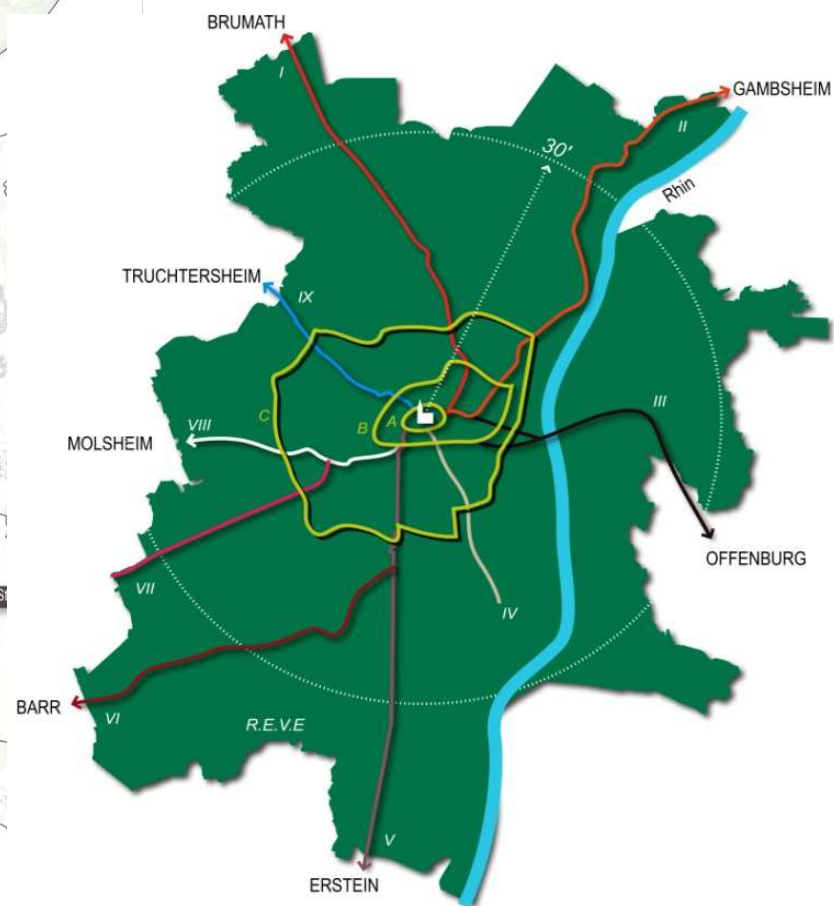 BRUMATH
I
GAMBSHEIM
II
30'
Rhin
TRUCHTERSHEIM
IX
C
B
A
III
VIII
MOLSHEIM
OFFENBURG
VII
IV
BARR
VI
R.E.V.E
V
ERSTEIN